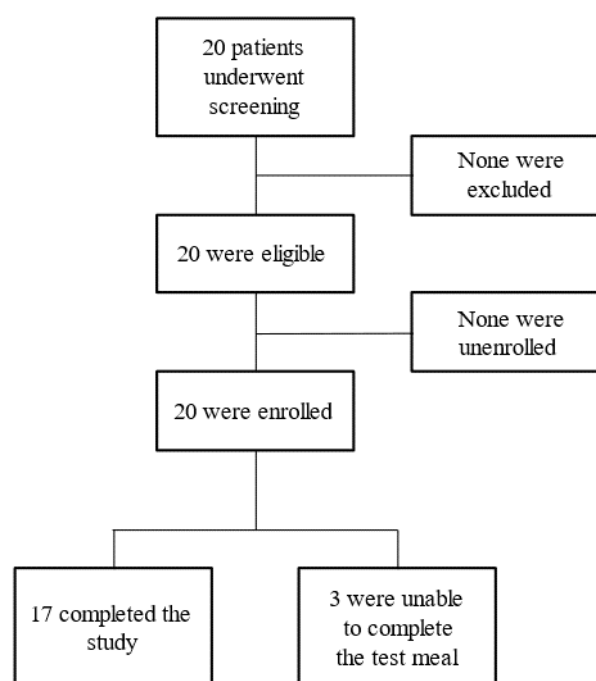 20 patients
underwent
screening
None were
excluded
20 were eligible
None were
unenrolled
20 were enrolled
17 completed the
study
3 were unable
to complete
the test meal